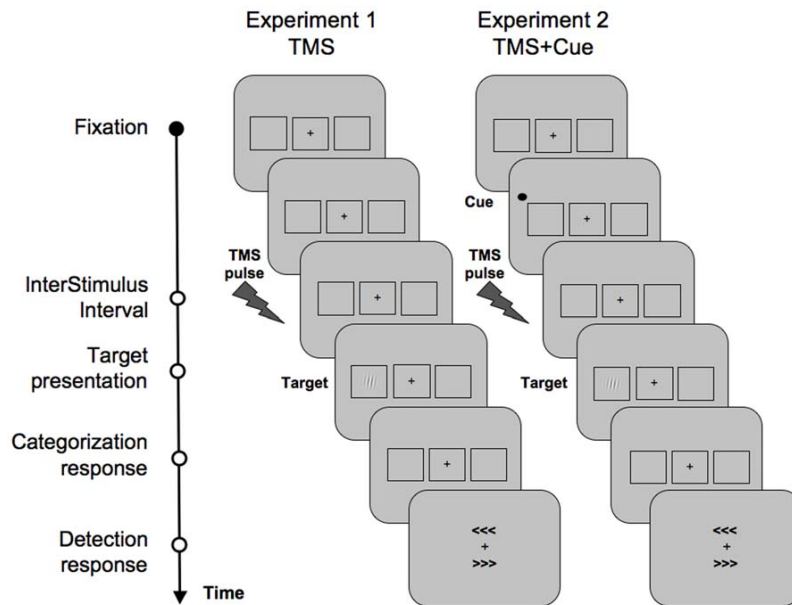 Experiment 1
TMS
Experiment 2
TMS+Cue
Fixation
Cue
TMS
pulse
TMS
pulse
InterStimulus
Interval
Target
presentation
Target
Target
Categorization
response
Detection
response
<<<
+
>>>
<<<
+
>>>
Time